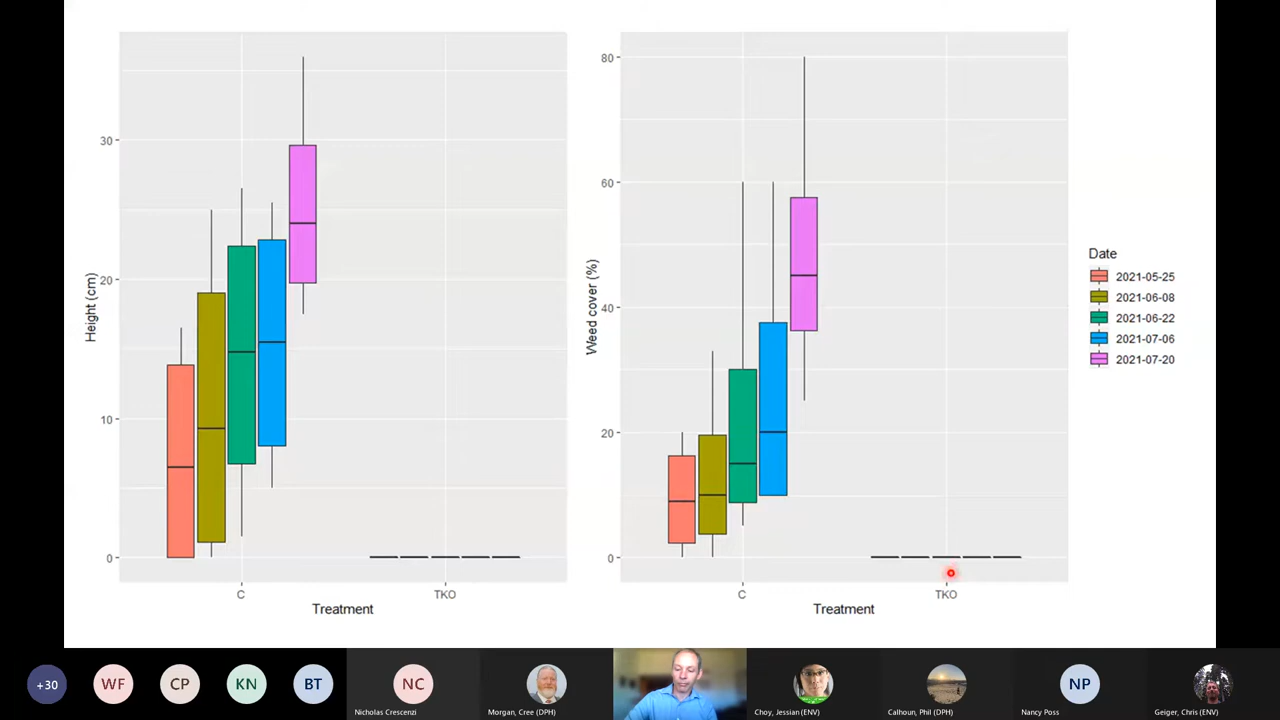 Height (cm)
30
20
10
0
C
TKO
Treatment
Weed cover (%)
80
60
40
20
0
C
TKO
Treatment
Date
2021-05-25
2021-06-08
2021-06-22
2021-07-06
2021-07-20
+30
WF
CP
KN
BT
NC
Nicholas Crescenzi
Morgan, Cree (DPH)
Choy, Jessian (ENV)
Calhoun, Phil (DPH)
NP
Nancy Poss
Geiger, Chris (ENV)